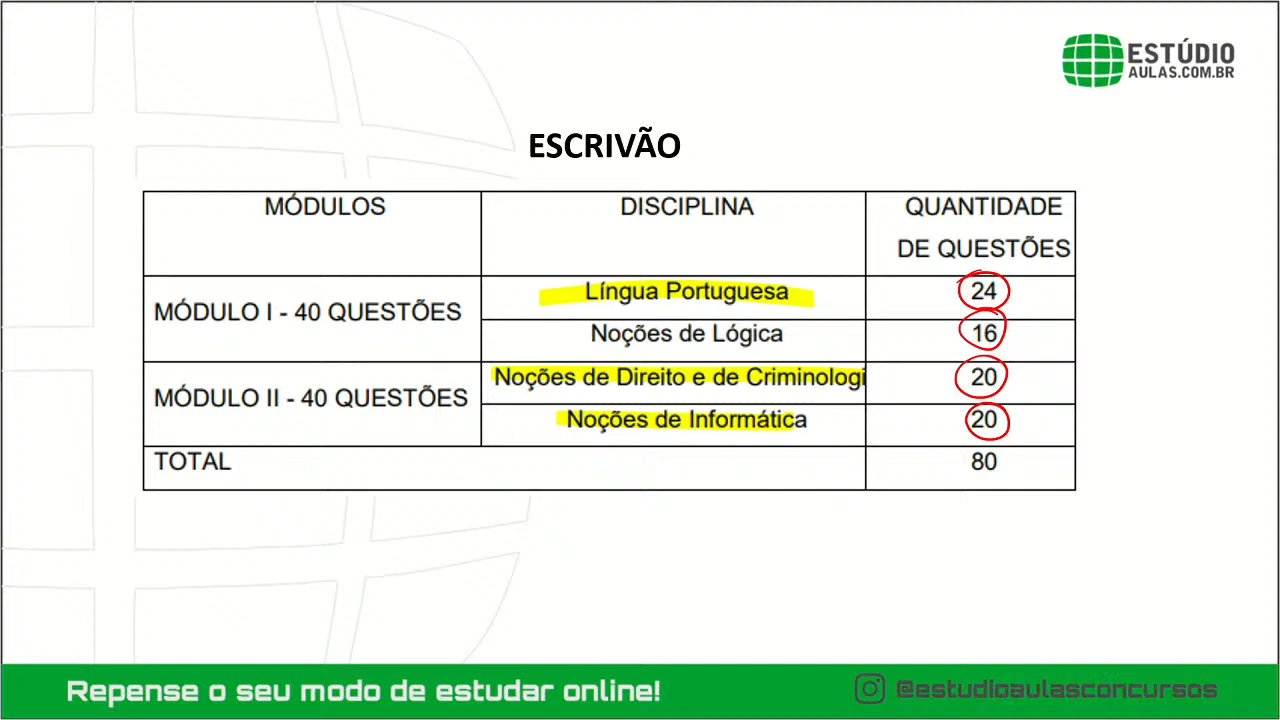 ESTÚDIO
AULAS.COM.BR
ESCRIVÃO
MÓDULOS DISCIPLINA QUANTIDADE
DE QUESTÕES
MÓDULO I - 40 QUESTÕES
Língua Portuguesa 24
Noções de Lógica 16
MÓDULO II - 40 QUESTÕES
Noções de Direito e de Criminologi 20
Noções de Informática 20
TOTAL 80
Repense o seu modo de estudar online!
@estudioaulasconcursos